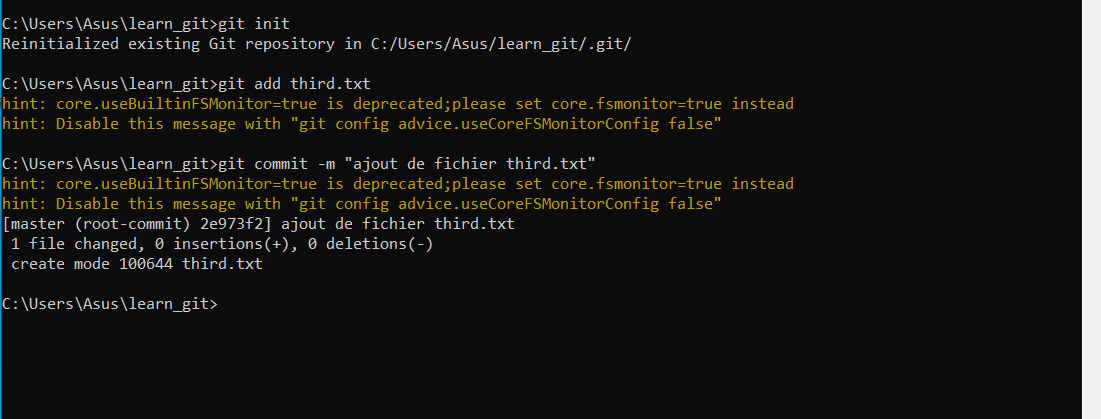 C:\Users\Asus\learn_git>git init
Reinitialized existing Git repository in C:/Users/Asus/learn_git/.git/
C:\Users\Asus\learn_git>git add third.txt
hint: core.useBuiltinFSMonitor=true is deprecated;please set core.fsmonitor=true instead
hint: Disable this message with "git config advice.useCoreFSMonitorConfig false"
C:\Users\Asus\learn_git>git commit -m "ajout de fichier third.txt"
hint: core.useBuiltinFSMonitor=true is deprecated;please set core.fsmonitor=true instead
hint: Disable this message with "git config advice.useCoreFSMonitorConfig false"
[master (root-commit) 2e973f2] ajout de fichier third.txt
 1 file changed, 0 insertions(+), 0 deletions(-)
 create mode 100644 third.txt
C:\Users\Asus\learn_git>